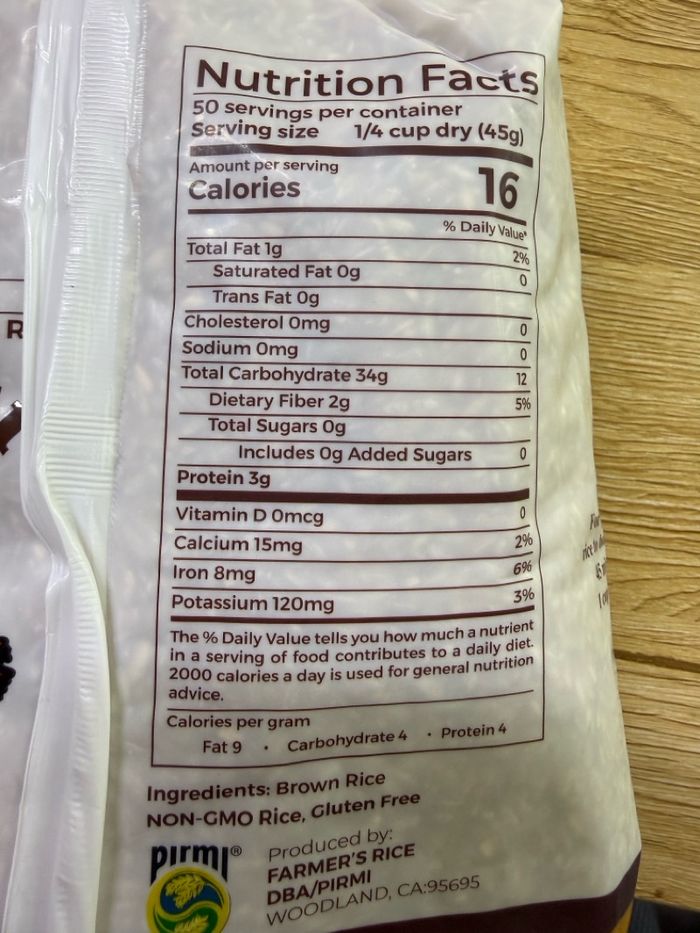 Nutrition Facts
50 servings per container
Serving size 1/4 cup dry (45g)
Amount per serving
Calories 16
% Daily Value*
Total Fat 1g 2%
Saturated Fat 0g 0
Trans Fat 0g
Cholesterol 0mg 0
Sodium 0mg 0
Total Carbohydrate 34g 12
Dietary Fiber 2g 5%
Total Sugars 0g
Includes 0g Added Sugars 0
Protein 3g
Vitamin D 0mcg 0
Calcium 15mg 2%
Iron 8mg 6%
Potassium 120mg 3%
The % Daily Value tells you how much a nutrient
in a serving of food contributes to a daily diet.
2000 calories a day is used for general nutrition
advice.
Calories per gram
Fat 9 · Carbohydrate 4 · Protein 4
Ingredients: Brown Rice
NON-GMO Rice, Gluten Free
PIRMI®
Produced by:
FARMER'S RICE
DBA/PIRMI
WOODLAND, CA:95695
R